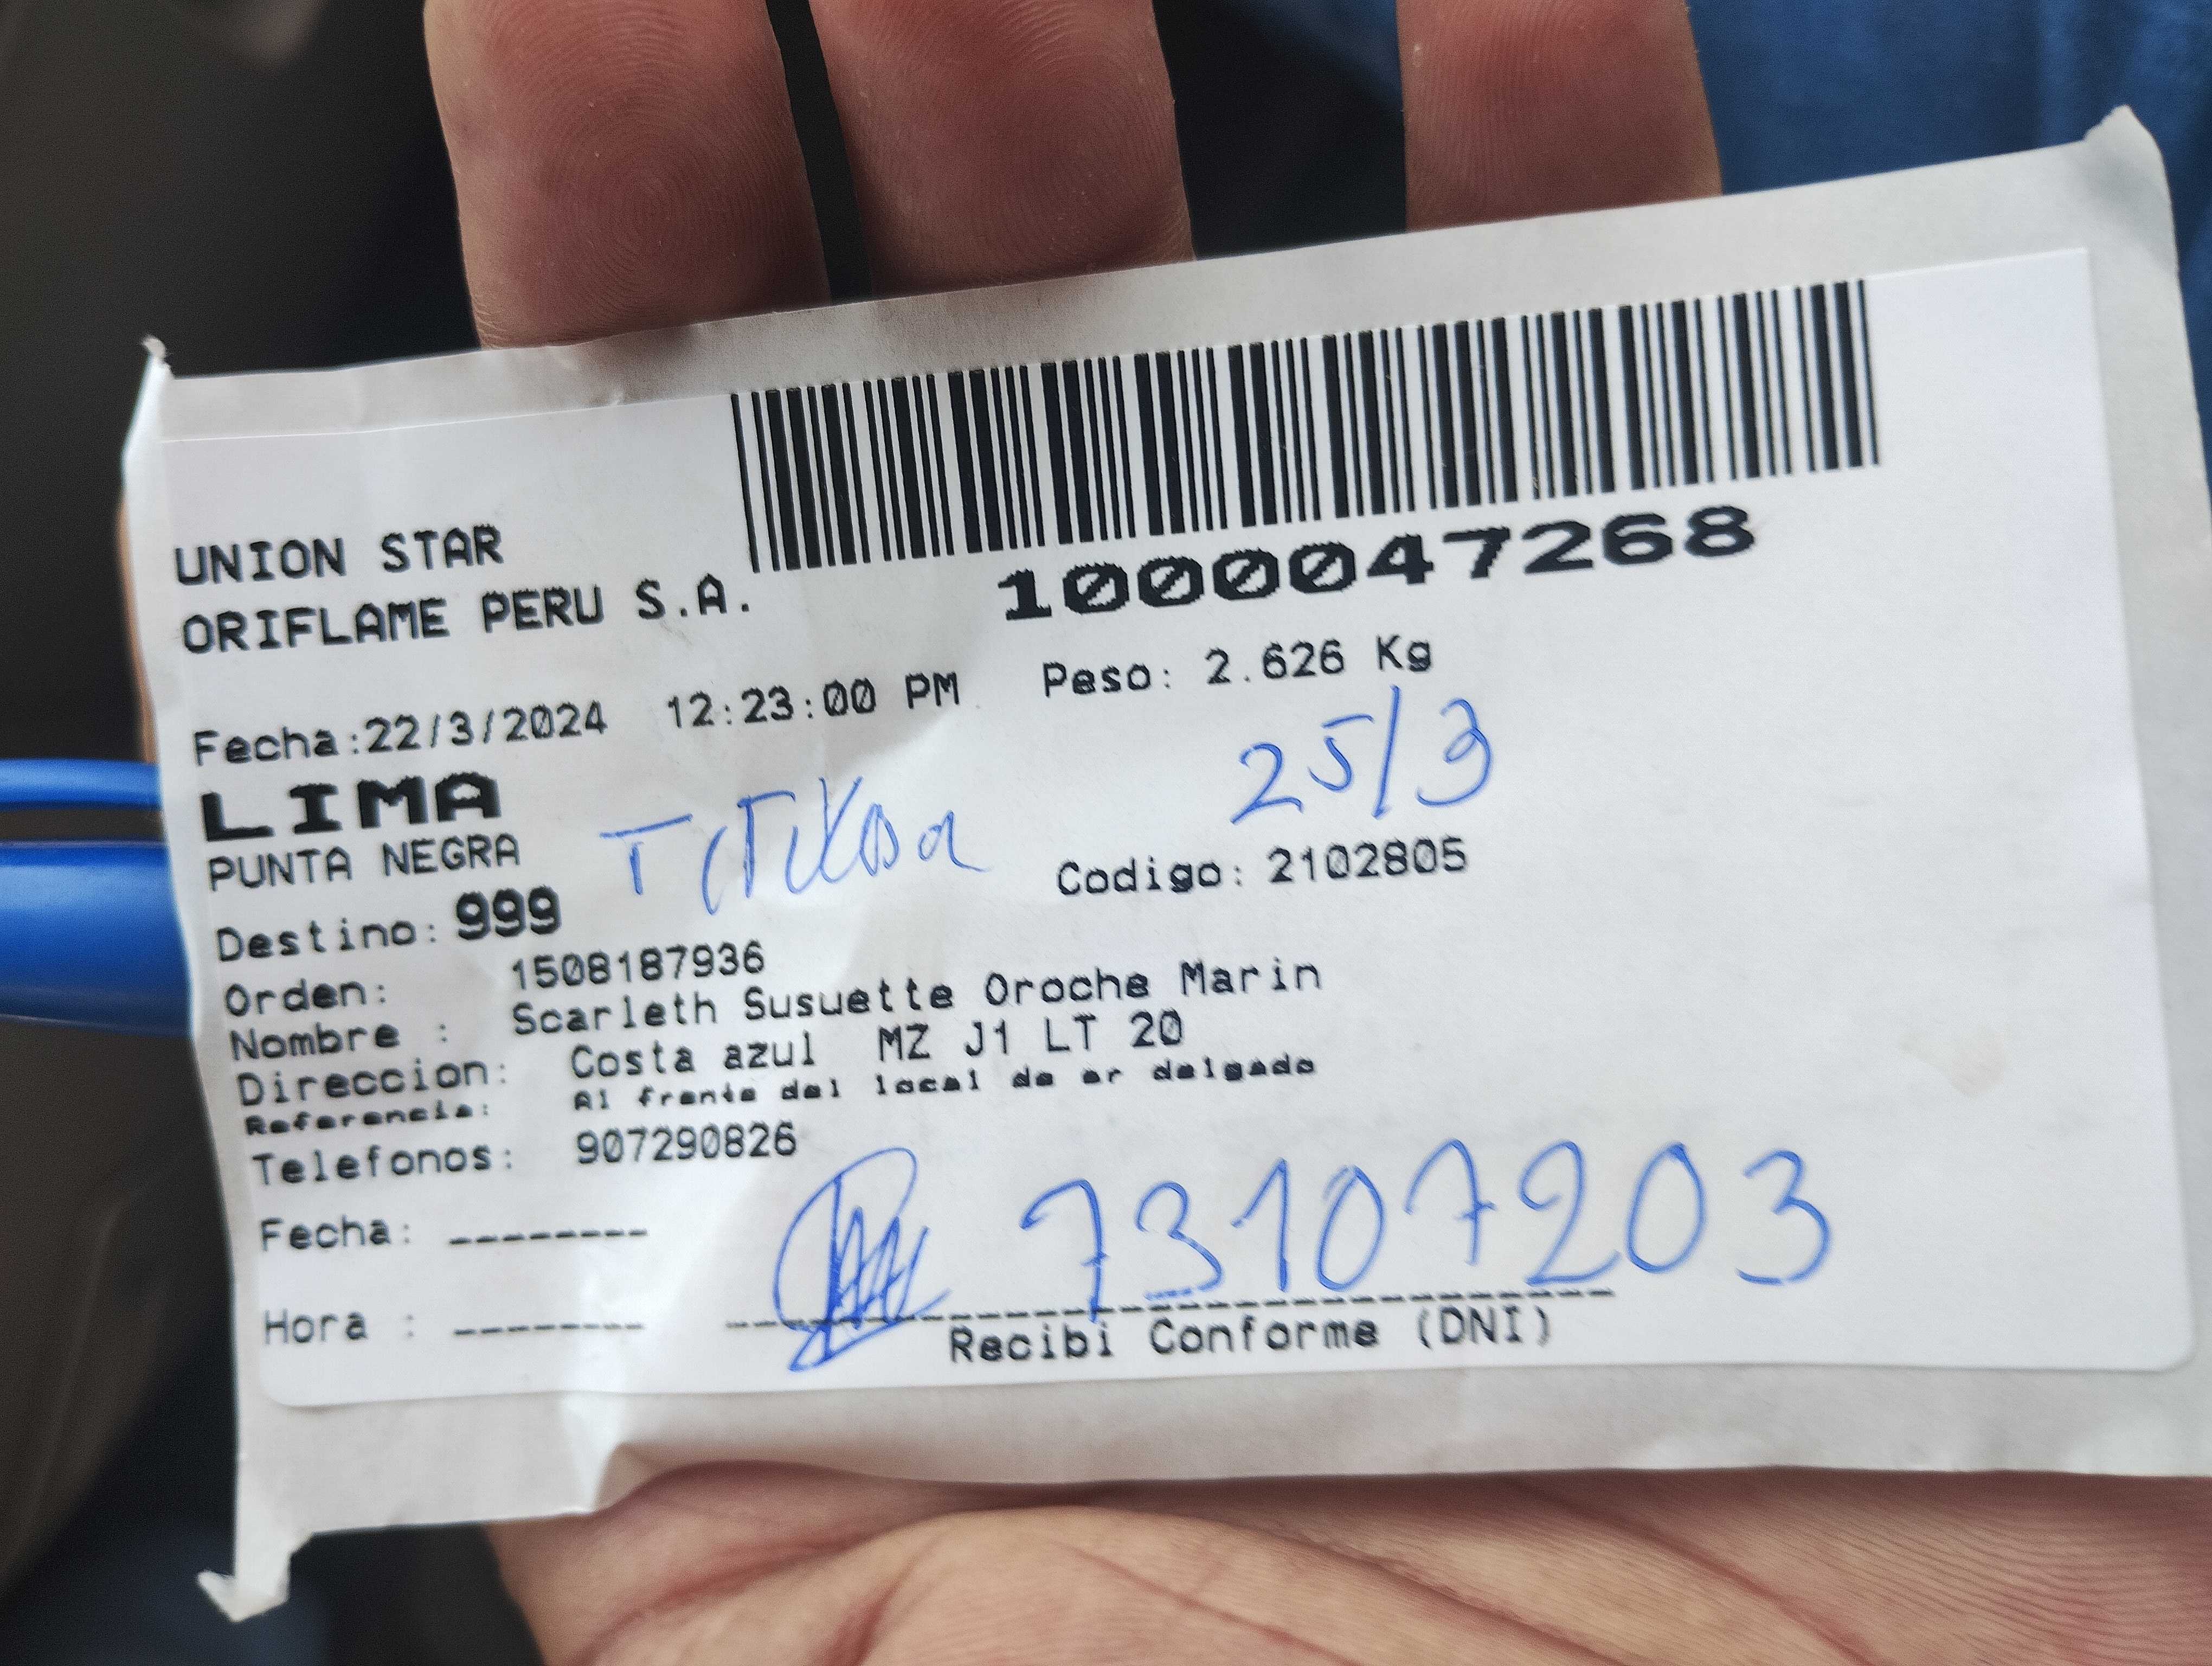 UNION STAR
ORIFLAME PERU S.A.
1000047268
Fecha:22/3/2024 12:23:00 PM Peso: 2.626 Kg
25/3
LIMA
PUNTA NEGRA
Codigo: 2102805
Destino: 999
Orden: 1508187936
Nombre : Scarleth Susuette Oroche Marin
Direccion: Costa azul MZ J1 LT 20
Referencia: Al frente del local de ar delgado
Telefonos: 907290826
Fecha: --------
73107203
Hora : --------
Recibi Conforme (DNI)